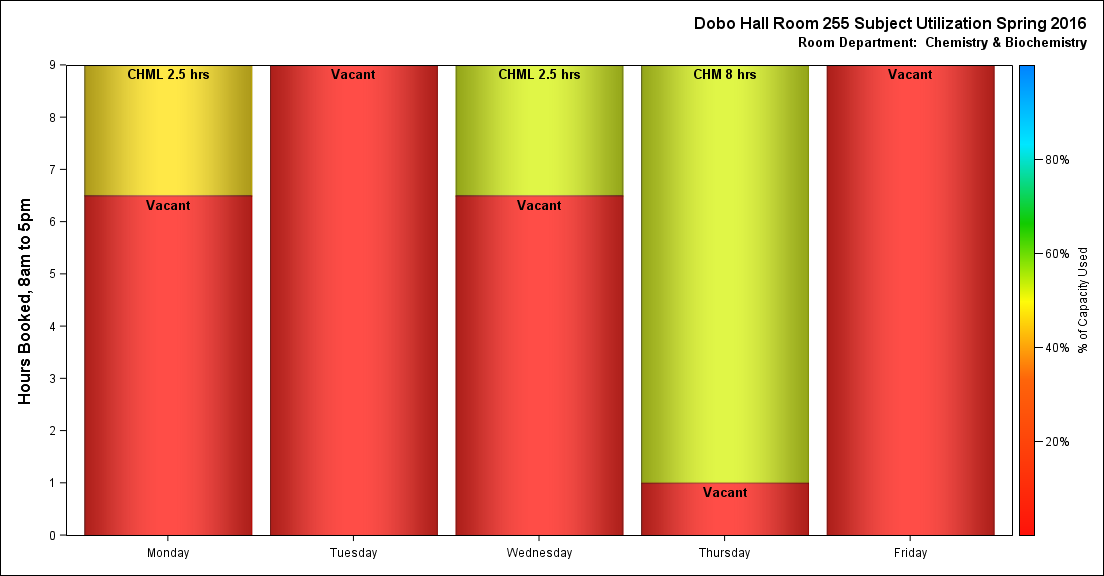 Dobo Hall Room 255 Subject Utilization Spring 2016
Room Department:  Chemistry & Biochemistry
Hours Booked, 8am to 5pm
9
8
7
6
5
4
3
2
1
0
CHML 2.5 hrs
Vacant
Vacant
CHML 2.5 hrs
Vacant
CHM 8 hrs
Vacant
Vacant
Monday
Tuesday
Wednesday
Thursday
Friday
80%
60%
40%
20%
% of Capacity Used